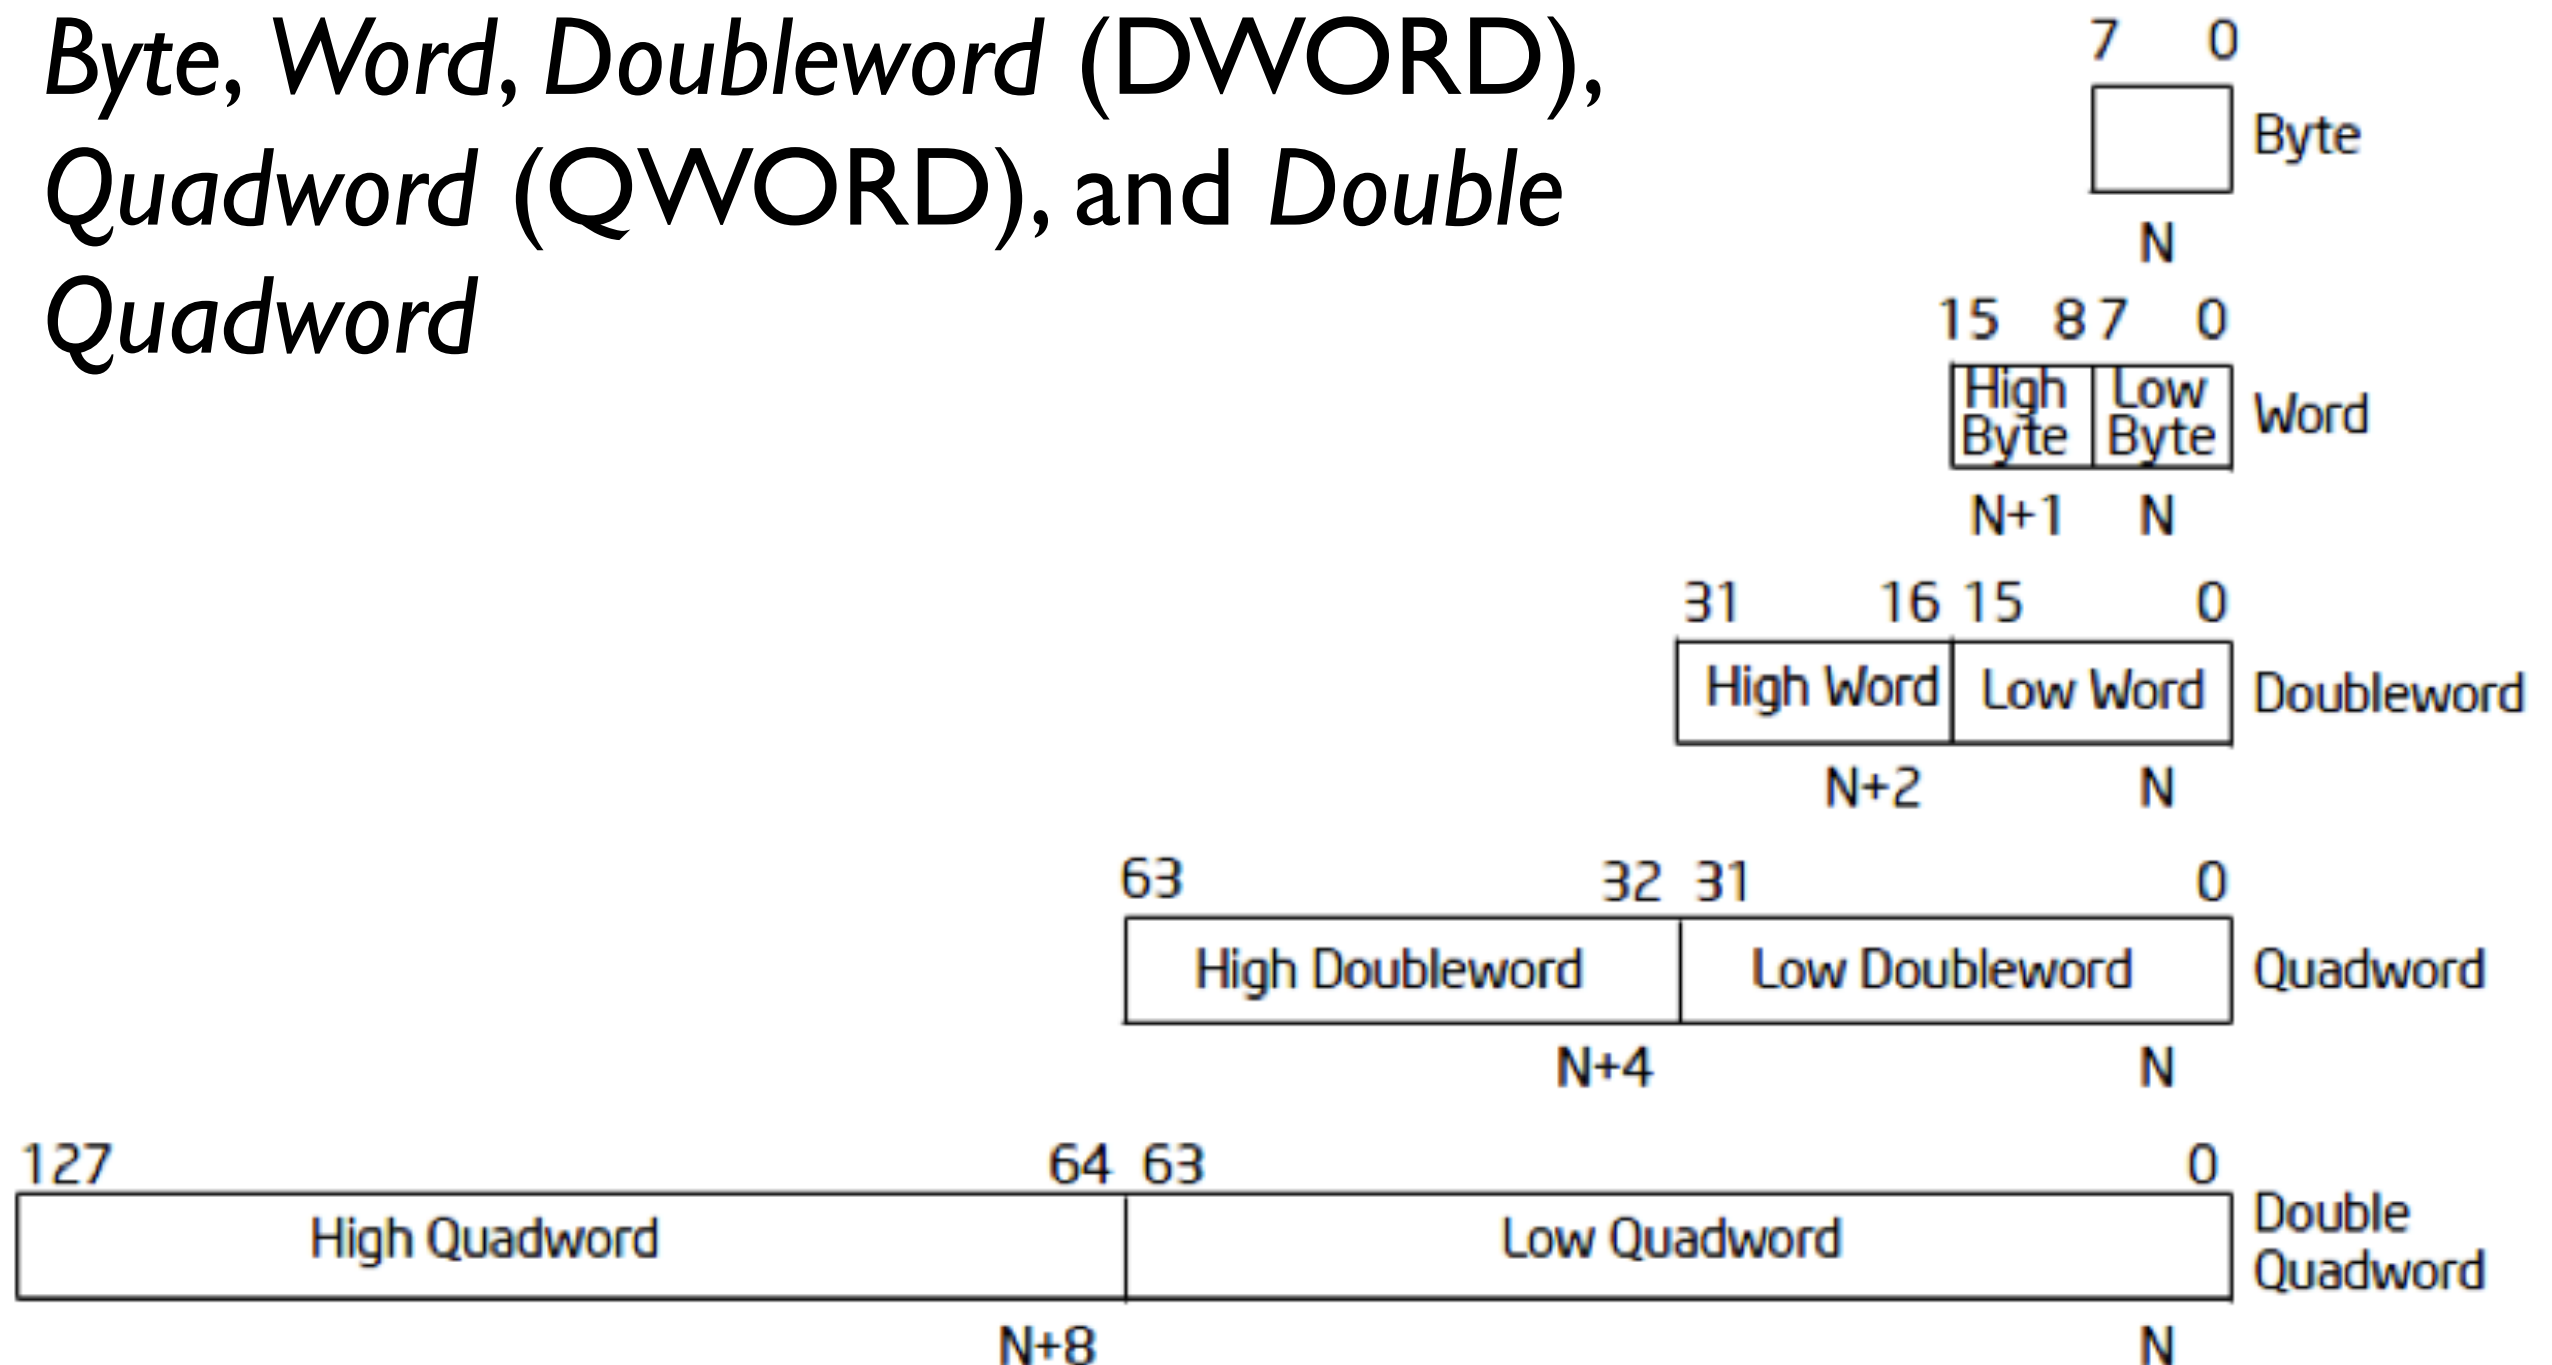 Byte, Word, Doubleword (DWORD),
Quadword (QWORD), and Double
Quadword
7 0
Byte
N
15 8 7 0
High Byte Low Byte Word
N+1 N
31 16 15 0
High Word Low Word Doubleword
N+2 N
63 32 31 0
High Doubleword Low Doubleword Quadword
N+4 N
127 64 63 0
High Quadword Low Quadword Double Quadword
N+8 N